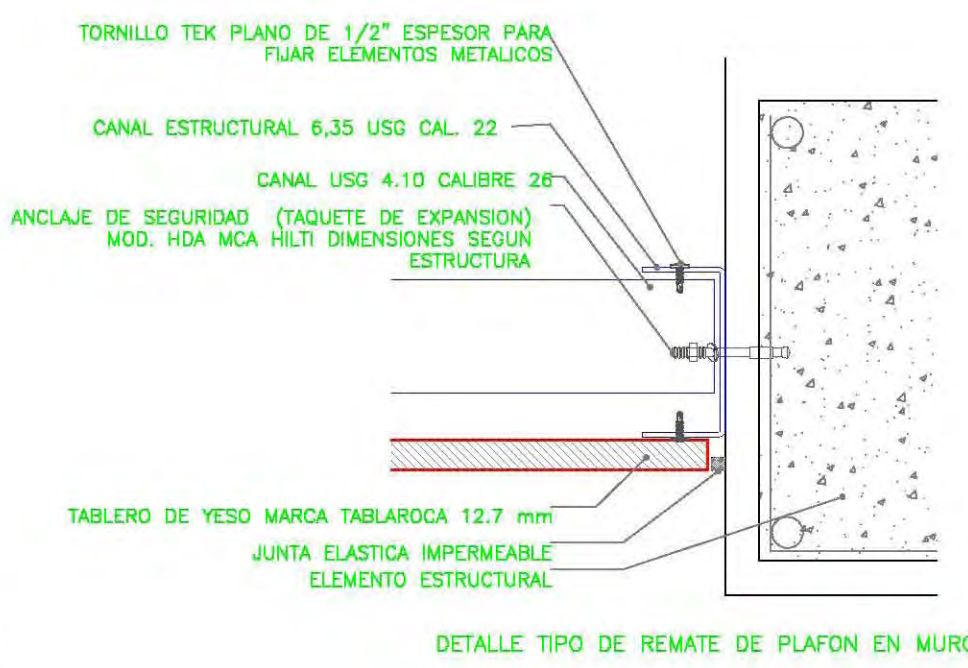 TORNILLO TEK PLANO DE 1/2" ESPESOR PARA
FIJAR ELEMENTOS METALICOS
CANAL ESTRUCTURAL 6,35 USG CAL. 22
CANAL USG 4.10 CALIBRE 26
ANCLAJE DE SEGURIDAD (TAQUETE DE EXPANSION)
MOD. HDA MCA HILTI DIMENSIONES SEGUN
ESTRUCTURA
TABLERO DE YESO MARCA TABLAROCA 12.7 mm
JUNTA ELASTICA IMPERMEABLE
ELEMENTO ESTRUCTURAL
DETALLE TIPO DE REMATE DE PLAFON EN MURO